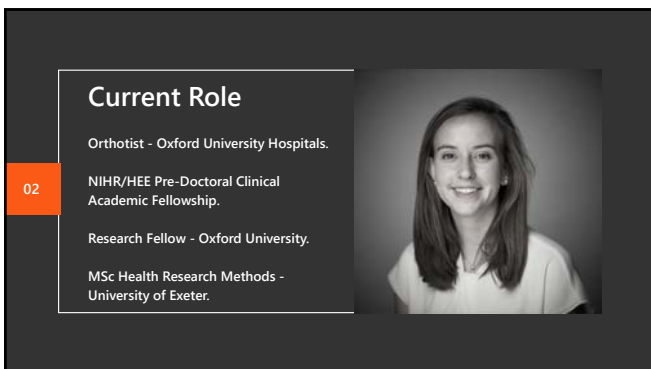 Current Role
Orthotist - Oxford University Hospitals.
02
NIHR/HEE Pre-Doctoral Clinical
Academic Fellowship.
Research Fellow - Oxford University.
MSc Health Research Methods -
University of Exeter.